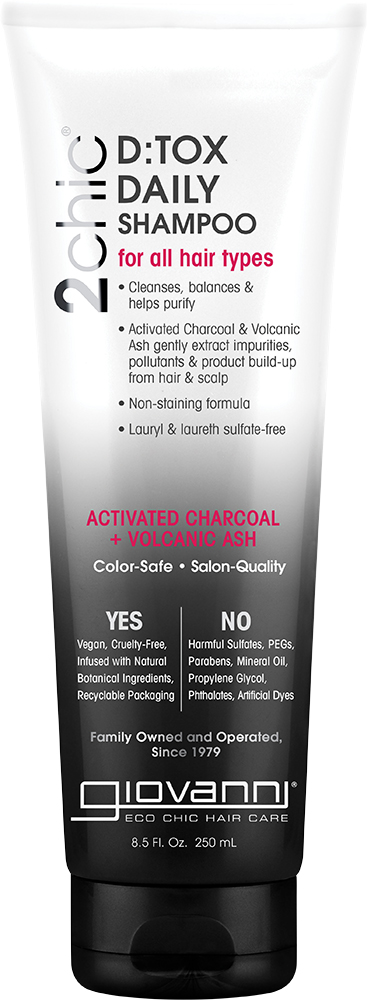 2chic®
D:TOX
DAILY
SHAMPOO
for all hair types
• Cleanses, balances &
helps purify
• Activated Charcoal & Volcanic
Ash gently extract impurities,
pollutants & product build-up
from hair & scalp
• Non-staining formula
• Lauryl & laureth sulfate-free
ACTIVATED CHARCOAL
+ VOLCANIC ASH
Color-Safe • Salon-Quality
YES
Vegan, Cruelty-Free,
Infused with Natural
Botanical Ingredients,
Recyclable Packaging
NO
Harmful Sulfates, PEGs,
Parabens, Mineral Oil,
Propylene Glycol,
Phthalates, Artificial Dyes
Family Owned and Operated,
Since 1979
giovanni®
ECO CHIC HAIR CARE
8.5 Fl. Oz. 250 mL